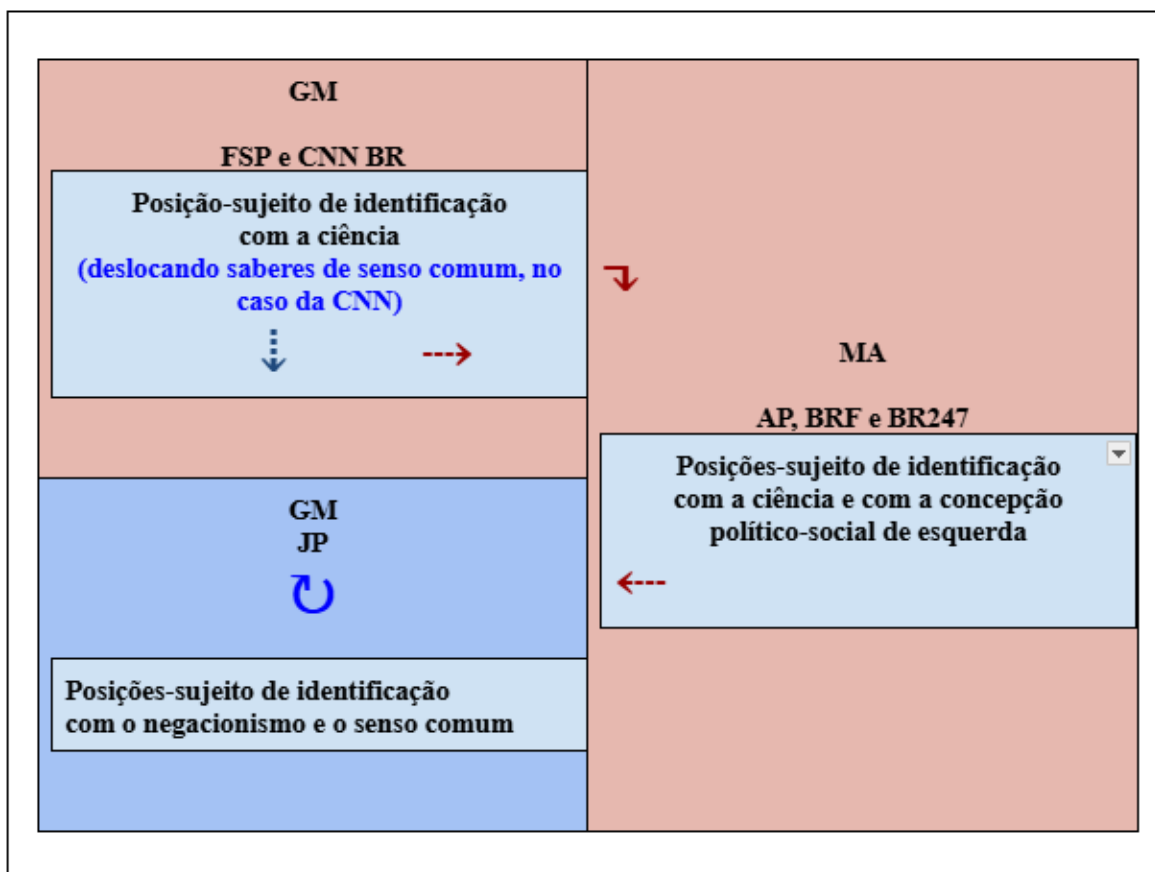 GM
FSP e CNN BR
Posição-sujeito de identificação
com a ciência
(deslocando saberes de senso comum, no
caso da CNN)
GM
JP
Posições-sujeito de identificação
com o negacionismo e o senso comum
MA
AP, BRF e BR247
Posições-sujeito de identificação
com a ciência e com a concepção
político-social de esquerda